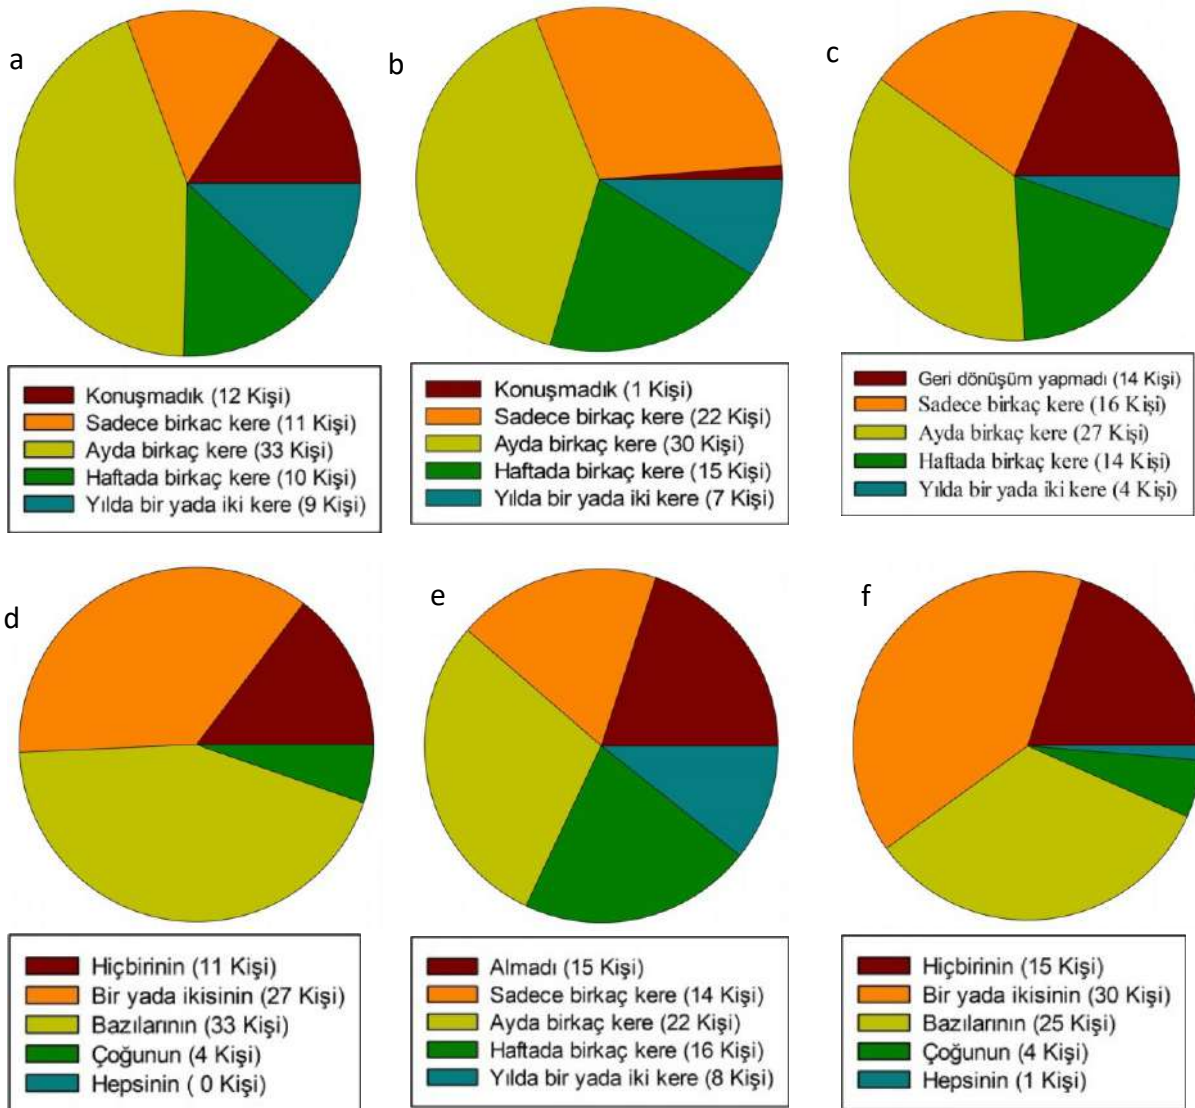 a
Konuşmadık (12 Kişi)
Sadece birkac kere (11 Kişi)
Ayda birkaç kere (33 Kişi)
Haftada birkaç kere (10 Kişi)
Yılda bir yada iki kere (9 Kişi)
b
Konuşmadık (1 Kişi)
Sadece birkaç kere (22 Kişi)
Ayda birkaç kere (30 Kişi)
Haftada birkaç kere (15 Kişi)
Yılda bir yada iki kere (7 Kişi)
c
Geri dönüşüm yapmadı (14 Kişi)
Sadece birkaç kere (16 Kişi)
Ayda birkaç kere (27 Kişi)
Haftada birkaç kere (14 Kişi)
Yılda bir yada iki kere (4 Kişi)
d
Hiçbirinin (11 Kişi)
Bir yada ikisinin (27 Kişi)
Bazılarının (33 Kişi)
Çoğunun (4 Kişi)
Hepsinin ( 0 Kişi)
e
Almadı (15 Kişi)
Sadece birkaç kere (14 Kişi)
Ayda birkaç kere (22 Kişi)
Haftada birkaç kere (16 Kişi)
Yılda bir yada iki kere (8 Kişi)
f
Hiçbirinin (15 Kişi)
Bir yada ikisinin (30 Kişi)
Bazılarının (25 Kişi)
Çoğunun (4 Kişi)
Hepsinin (1 Kişi)